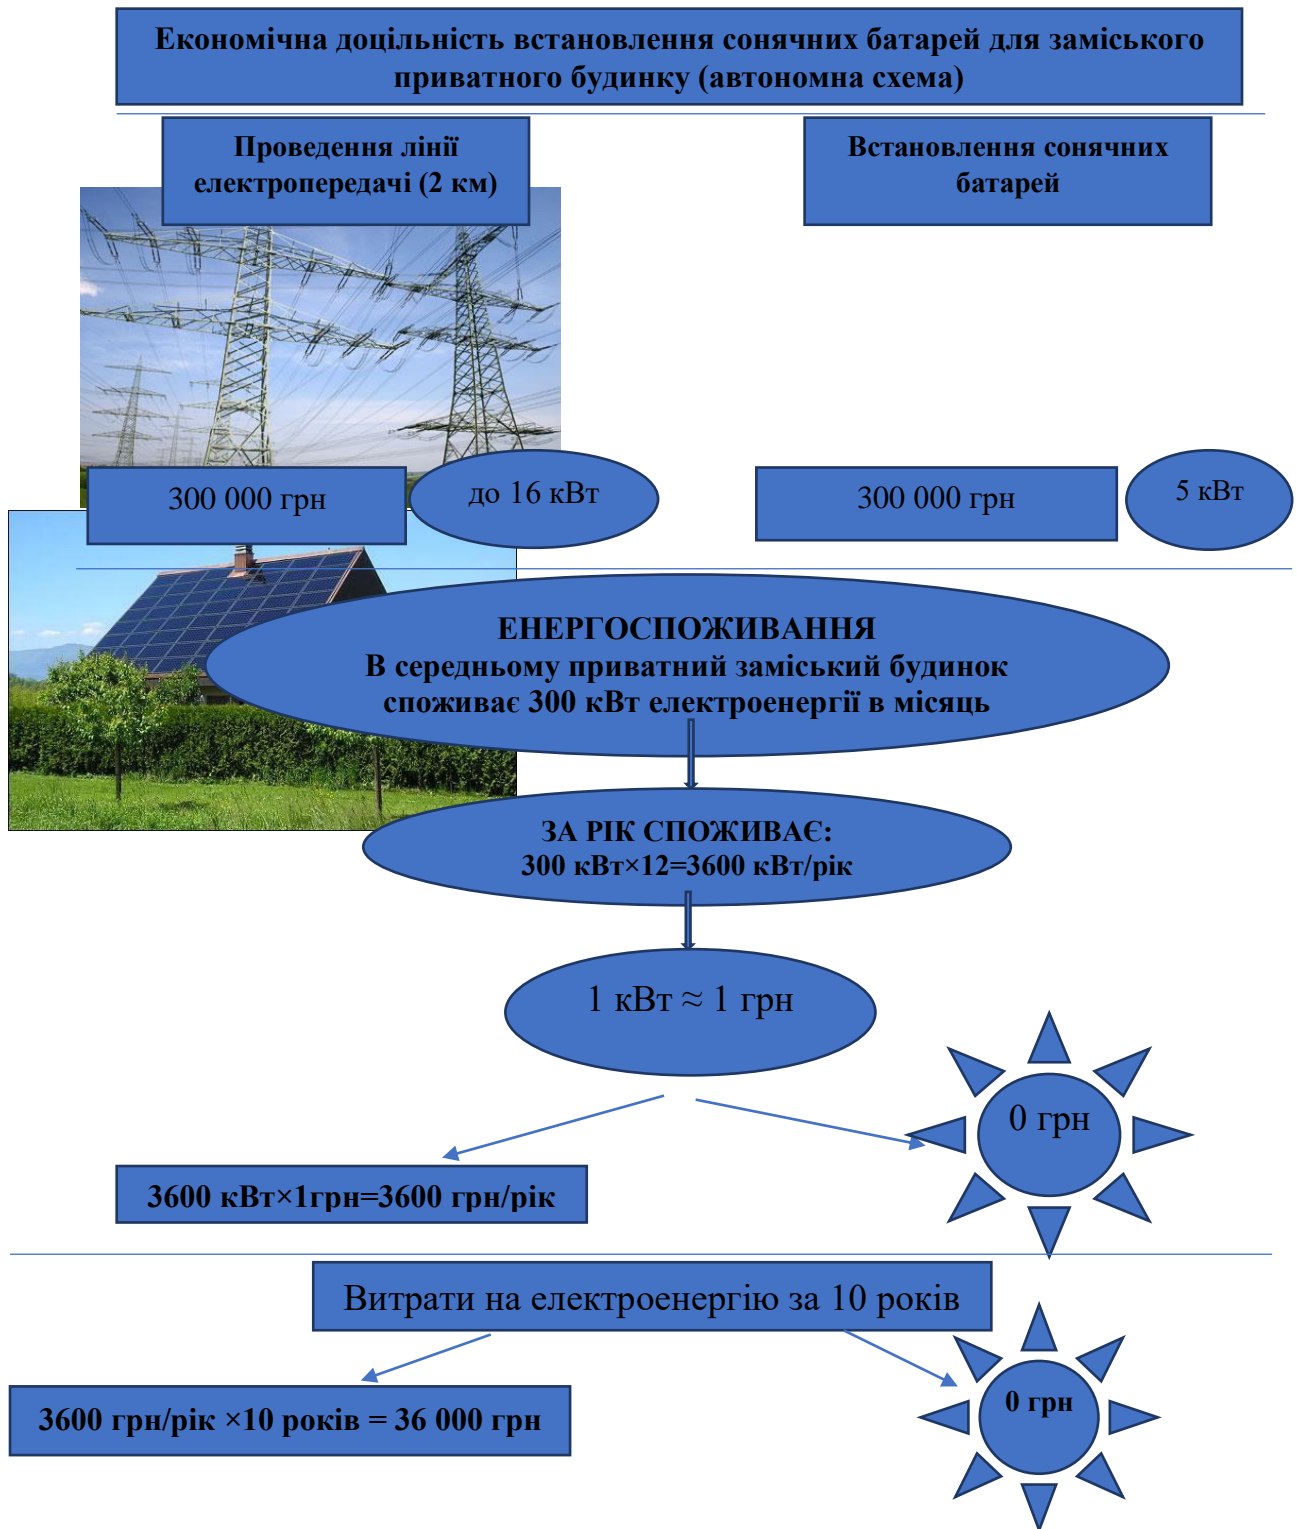 Економічна доцільність встановлення сонячних батарей для заміського
приватного будинку (автономна схема)
Проведення лінії
електропередачі (2 км)
Встановлення сонячних
батарей
300 000 грн
до 16 кВт
300 000 грн
5 кВт
ЕНЕРГОСПОЖИВАННЯ
В середньому приватний заміський будинок
споживає 300 кВт електроенергії в місяць
ЗА РІК СПОЖИВАЄ:
300 кВт×12=3600 кВт/рік
1 кВт ≈ 1 грн
0 грн
3600 кВт×1грн=3600 грн/рік
Витрати на електроенергію за 10 років
3600 грн/рік ×10 років = 36 000 грн
0 грн